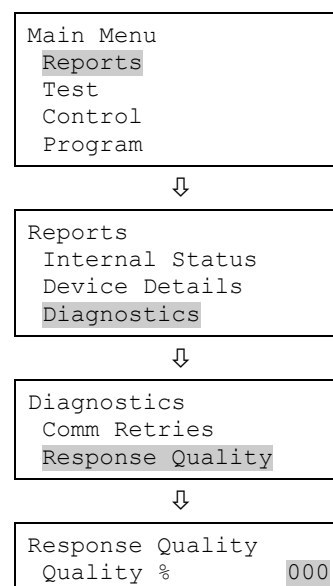 Main Menu
Reports
Test
Control
Program
⇩
Reports
Internal Status
Device Details
Diagnostics
⇩
Diagnostics
Comm Retries
Response Quality
⇩
Response Quality
Quality % 000